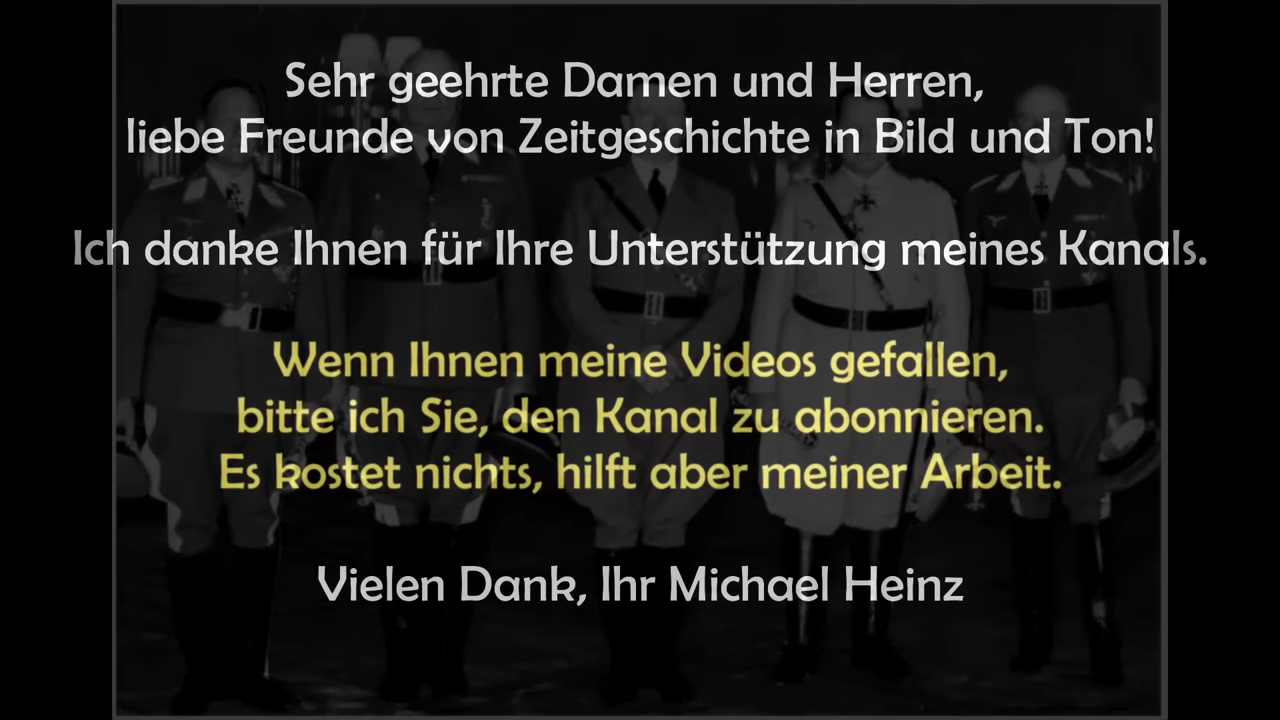 Sehr geehrte Damen und Herren,
liebe Freunde von Zeitgeschichte in Bild und Ton!
Ich danke Ihnen für Ihre Unterstützung meines Kanals.
Wenn Ihnen meine Videos gefallen,
bitte ich Sie, den Kanal zu abonnieren.
Es kostet nichts, hilft aber meiner Arbeit.
Vielen Dank, Ihr Michael Heinz